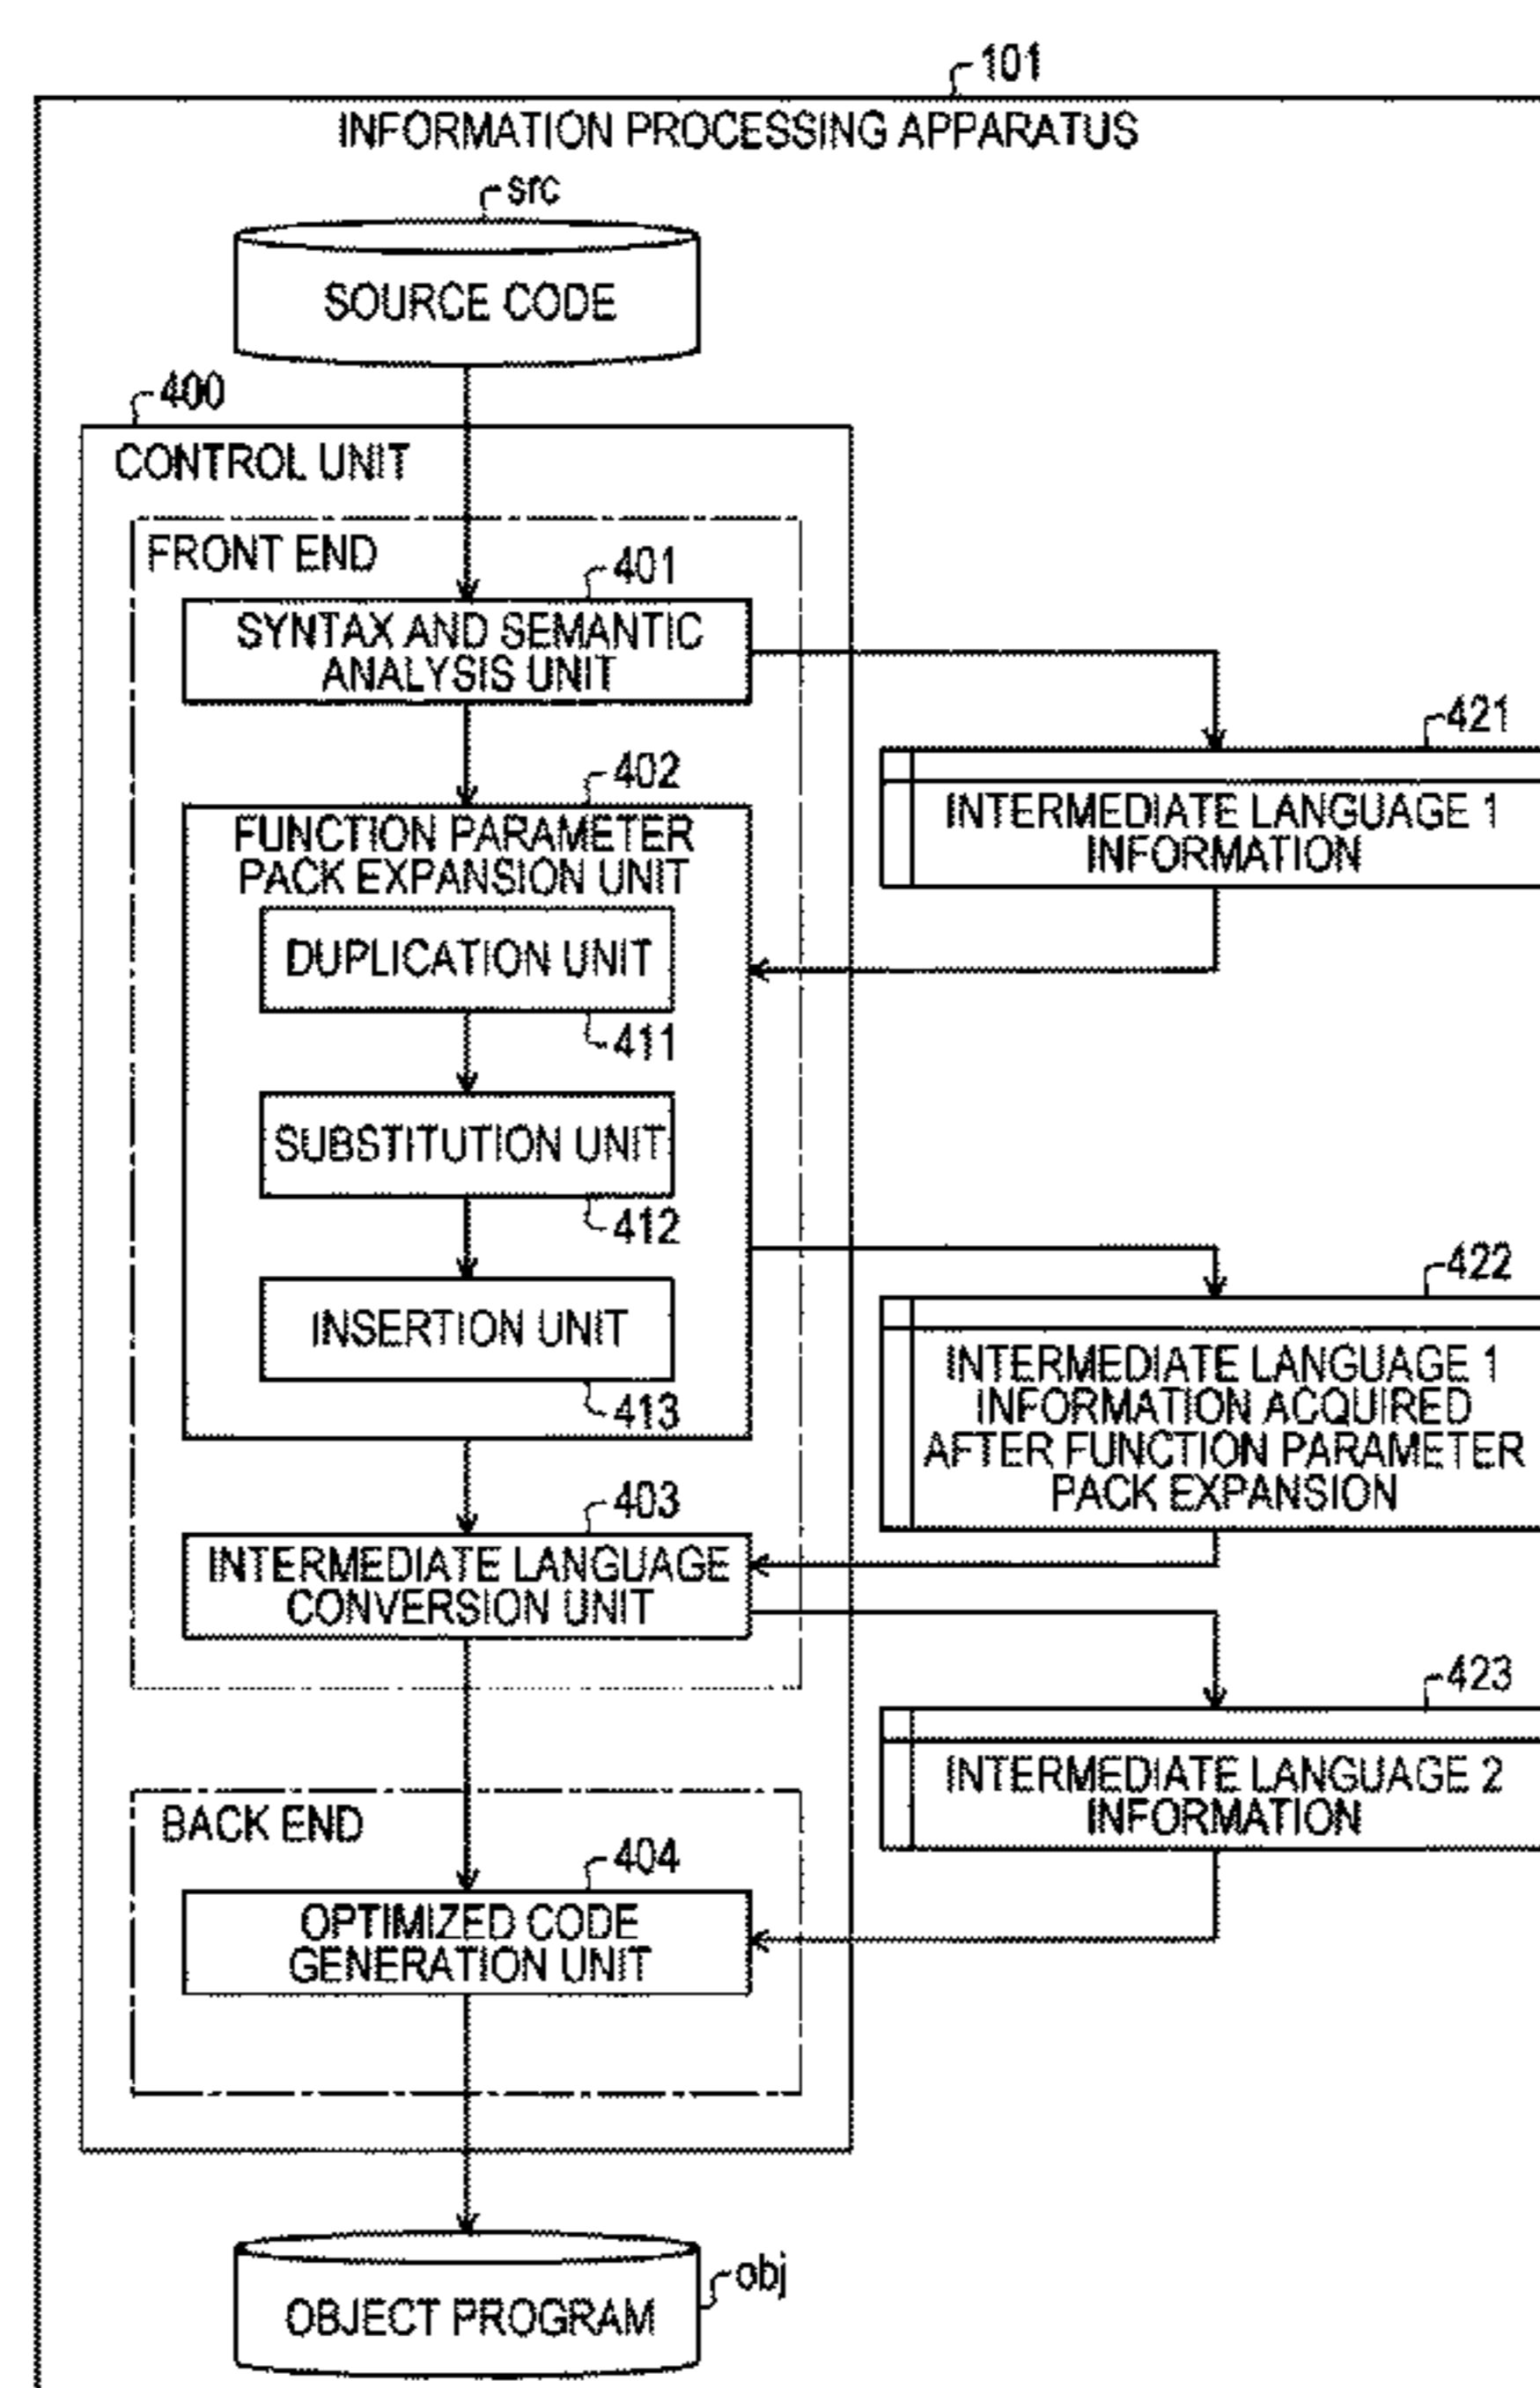 101
INFORMATION PROCESSING APPARATUS
src
SOURCE CODE
400
CONTROL UNIT
FRONT END
401
SYNTAX AND SEMANTIC
ANALYSIS UNIT
421
INTERMEDIATE LANGUAGE 1
INFORMATION
402
FUNCTION PARAMETER
PACK EXPANSION UNIT
DUPLICATION UNIT
411
SUBSTITUTION UNIT
412
INSERTION UNIT
413
422
INTERMEDIATE LANGUAGE 1
INFORMATION ACQUIRED
AFTER FUNCTION PARAMETER
PACK EXPANSION
403
INTERMEDIATE LANGUAGE
CONVERSION UNIT
423
INTERMEDIATE LANGUAGE 2
INFORMATION
BACK END
404
OPTIMIZED CODE
GENERATION UNIT
obj
OBJECT PROGRAM